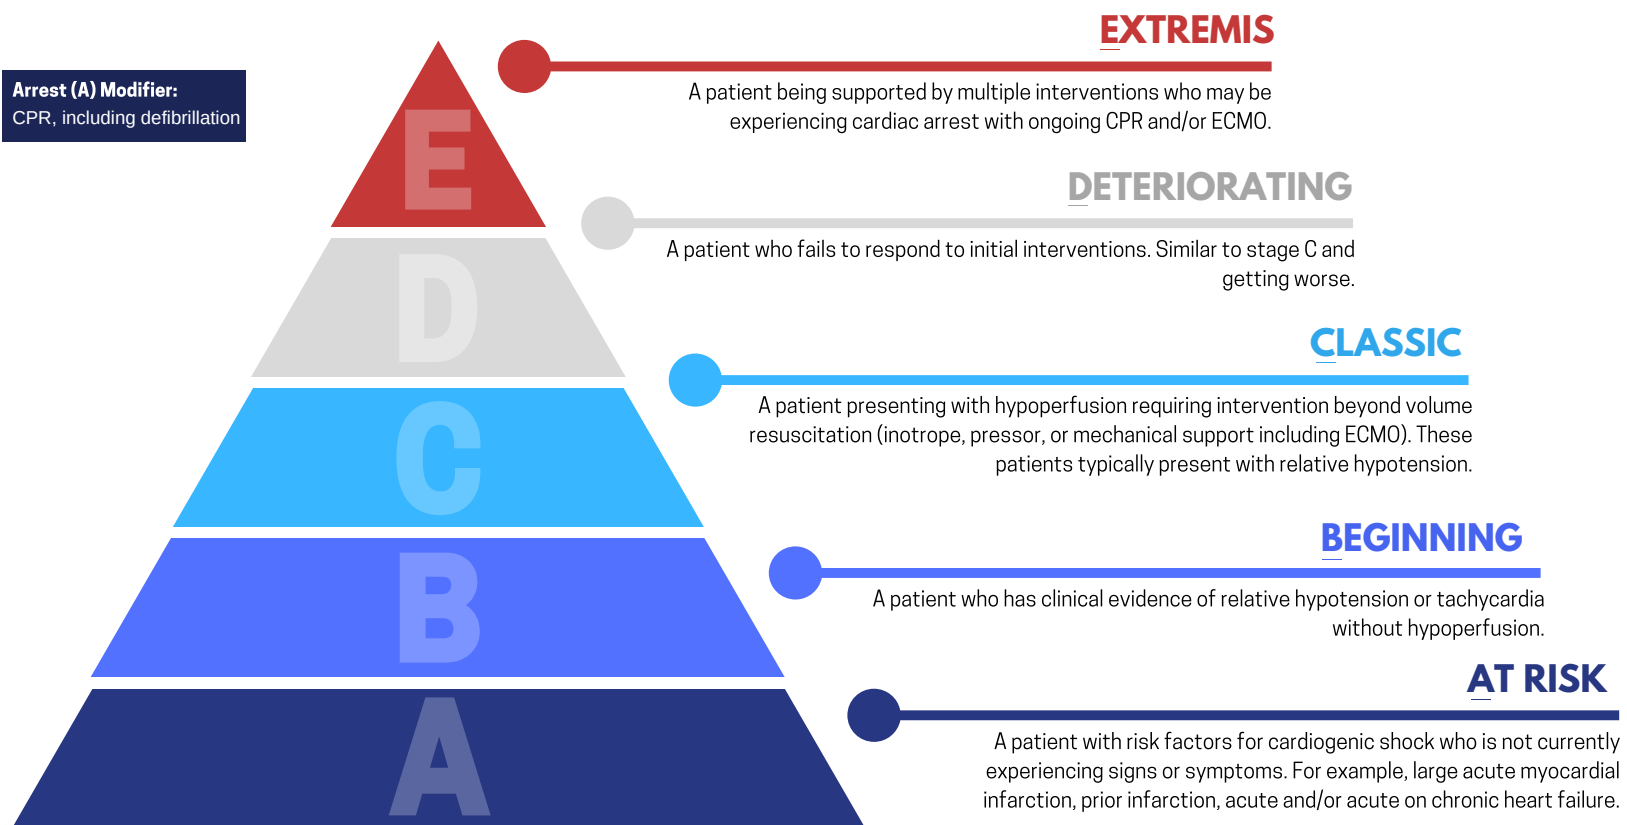 Arrest (A) Modifier:
CPR, including defibrillation
E
D
C
B
A
EXTREMIS
A patient being supported by multiple interventions who may be
experiencing cardiac arrest with ongoing CPR and/or ECMO.
DETERIORATING
A patient who fails to respond to initial interventions. Similar to stage C and
getting worse.
CLASSIC
A patient presenting with hypoperfusion requiring intervention beyond volume
resuscitation (inotrope, pressor, or mechanical support including ECMO). These
patients typically present with relative hypotension.
BEGINNING
A patient who has clinical evidence of relative hypotension or tachycardia
without hypoperfusion.
AT RISK
A patient with risk factors for cardiogenic shock who is not currently
experiencing signs or symptoms. For example, large acute myocardial
infarction, prior infarction, acute and/or acute on chronic heart failure.